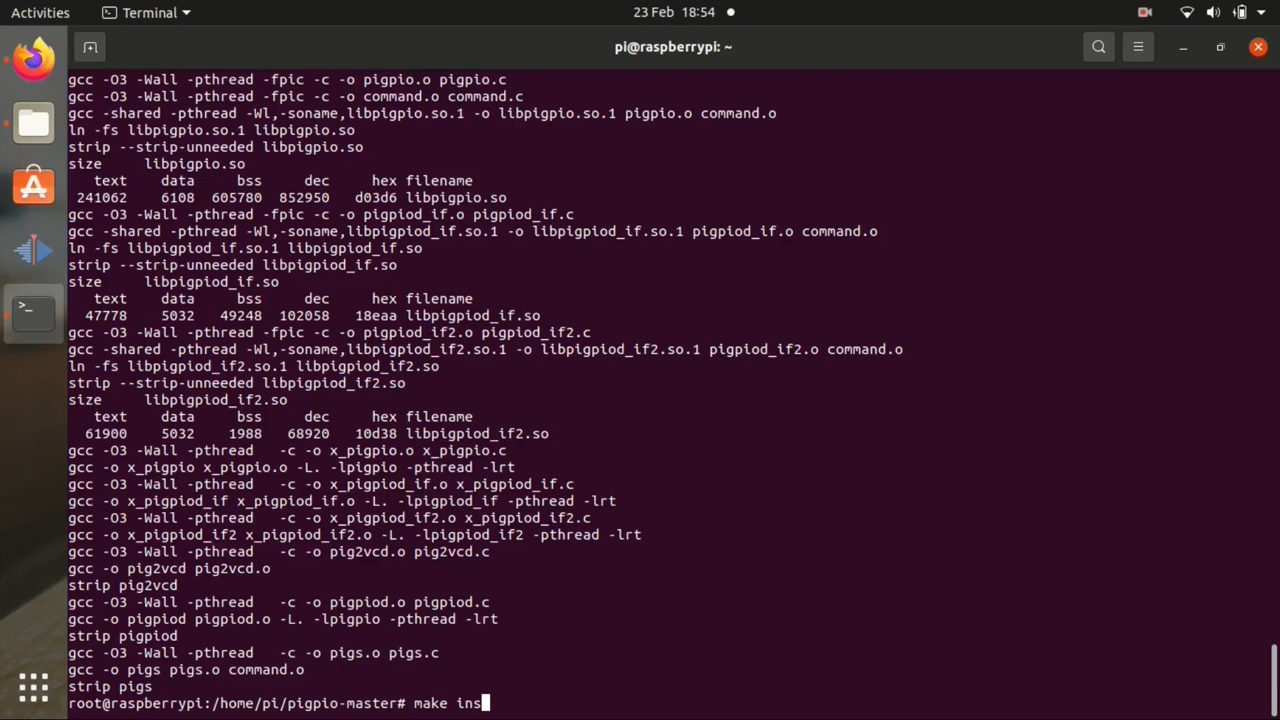 Activities
Terminal
23 Feb 18:54
pi@raspberrypi: ~
gcc -O3 -Wall -pthread -fpic -c -o pigpio.o pigpio.c
gcc -O3 -Wall -pthread -fpic -c -o command.o command.c
gcc -shared -pthread -Wl,-soname,libpigpio.so.1 -o libpigpio.so.1 pigpio.o command.o
ln -fs libpigpio.so.1 libpigpio.so
strip --strip-unneeded libpigpio.so
size     libpigpio.so
   text    data     bss     dec     hex filename
 241062    6108  605780  852950   d03d6 libpigpio.so
gcc -O3 -Wall -pthread -fpic -c -o pigpiod_if.o pigpiod_if.c
gcc -shared -pthread -Wl,-soname,libpigpiod_if.so.1 -o libpigpiod_if.so.1 pigpiod_if.o command.o
ln -fs libpigpiod_if.so.1 libpigpiod_if.so
strip --strip-unneeded libpigpiod_if.so
size     libpigpiod_if.so
   text    data     bss     dec     hex filename
  47778    5032   49248  102058   18eaa libpigpiod_if.so
gcc -O3 -Wall -pthread -fpic -c -o pigpiod_if2.o pigpiod_if2.c
gcc -shared -pthread -Wl,-soname,libpigpiod_if2.so.1 -o libpigpiod_if2.so.1 pigpiod_if2.o command.o
ln -fs libpigpiod_if2.so.1 libpigpiod_if2.so
strip --strip-unneeded libpigpiod_if2.so
size     libpigpiod_if2.so
   text    data     bss     dec     hex filename
  61900    5032    1988   68920   10d38 libpigpiod_if2.so
gcc -O3 -Wall -pthread   -c -o x_pigpio.o x_pigpio.c
gcc -o x_pigpio x_pigpio.o -L. -lpigpio -pthread -lrt
gcc -O3 -Wall -pthread   -c -o x_pigpiod_if.o x_pigpiod_if.c
gcc -o x_pigpiod_if x_pigpiod_if.o -L. -lpigpiod_if -pthread -lrt
gcc -O3 -Wall -pthread   -c -o x_pigpiod_if2.o x_pigpiod_if2.c
gcc -o x_pigpiod_if2 x_pigpiod_if2.o -L. -lpigpiod_if2 -pthread -lrt
gcc -O3 -Wall -pthread   -c -o pig2vcd.o pig2vcd.c
gcc -o pig2vcd pig2vcd.o
strip pig2vcd
gcc -O3 -Wall -pthread   -c -o pigpiod.o pigpiod.c
gcc -o pigpiod pigpiod.o -L. -lpigpio -pthread -lrt
strip pigpiod
gcc -O3 -Wall -pthread   -c -o pigs.o pigs.c
gcc -o pigs pigs.o command.o
strip pigs
root@raspberrypi:/home/pi/pigpio-master# make ins